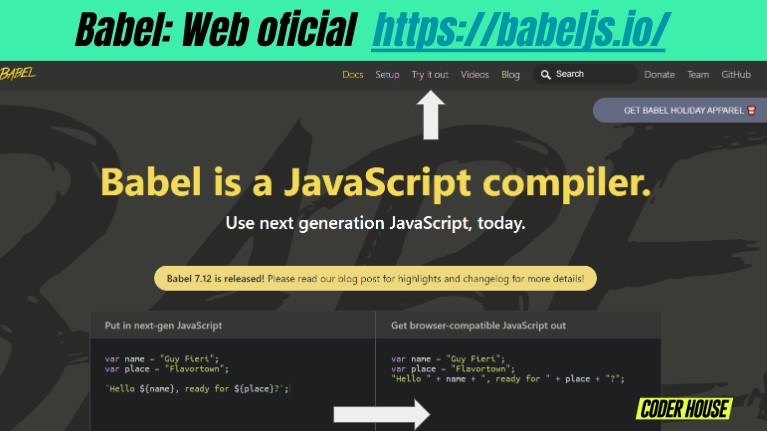 Babel: Web oficial https://babeljs.io/
BABEL
Docs Setup Try it out Videos Blog Search Donate Team GitHub
GET BABEL HOLIDAY APPAREL
Babel is a JavaScript compiler.
Use next generation JavaScript, today.
Babel 7.12 is released! Please read our blog post for highlights and changelog for more details!
Put in next-gen JavaScript
var name = "Guy Fieri";
var place = "Flavortown";
`Hello ${name}, ready for ${place}?`;
Get browser-compatible JavaScript out
var name = "Guy Fieri";
var place = "Flavortown";
"Hello " + name + ", ready for " + place + "?";
CODER HOUSE